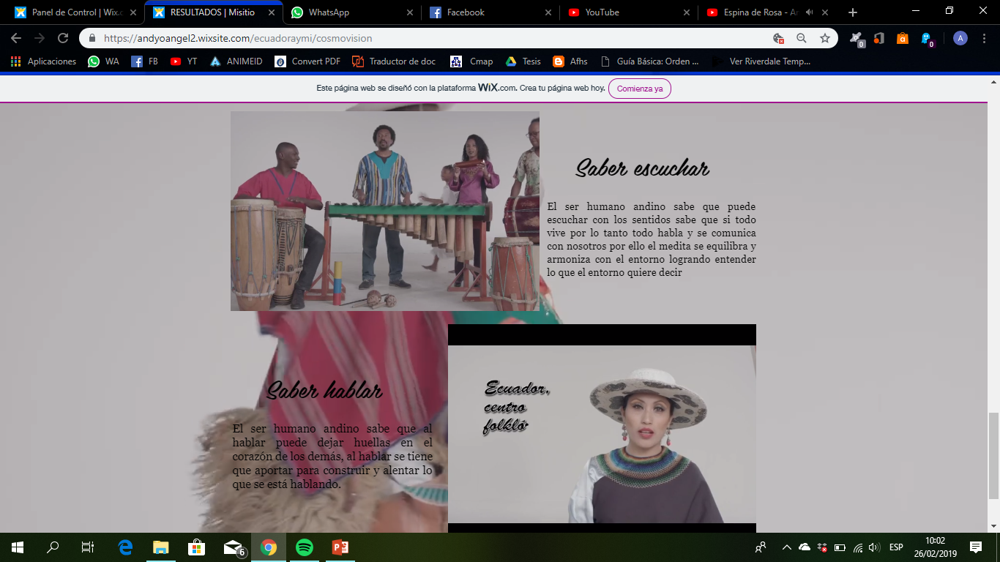 Panel de Control | Wix.c
RESULTADOS | Misitio
WhatsApp
Facebook
YouTube
Espina de Rosa - A
https://andyoangel2.wixsite.com/ecuadoraymi/cosmovision
0
0
A
Aplicaciones
WA
FB
YT
ANIMEID
Convert PDF
Traductor de doc
Cmap
Tesis
Afhs
Guía Básica: Orden ...
Ver Riverdale Temp...
Este página web se diseñó con la plataforma WiX.com. Crea tu página web hoy. Comienza ya
Saber escuchar
El ser humano andino sabe que puede
escuchar con los sentidos sabe que si todo
vive por lo tanto todo habla y se comunica
con nosotros por ello el medita se equilibra y
armoniza con el entorno logrando entender
lo que el entorno quiere decir
Saber hablar
El ser humano andino sabe que al
hablar puede dejar huellas en el
corazón de los demás, al hablar se tiene
que aportar para construir y alentar lo
que se está hablando.
Ecuador,
centro
folkló
6
ESP
10:02
26/02/2019